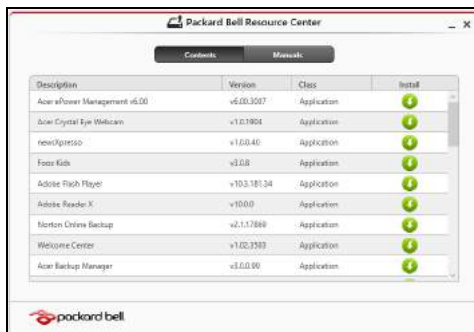 Packard Bell Resource Center
Contents Manuals
Description Version Class Install
Acer ePower Management v6.00 v6.00.3007 Application
Acer Crystal Eye Webcam v1.0.1904 Application
newsXpresso v1.0.0.40 Application
Fooz Kids v3.0.8 Application
Adobe Flash Player v10.3.181.34 Application
Adobe Reader X v10.0.0 Application
Norton Online Backup v2.1.17869 Application
Welcome Center v1.02.3503 Application
Acer Backup Manager v3.0.0.99 Application
packard bell